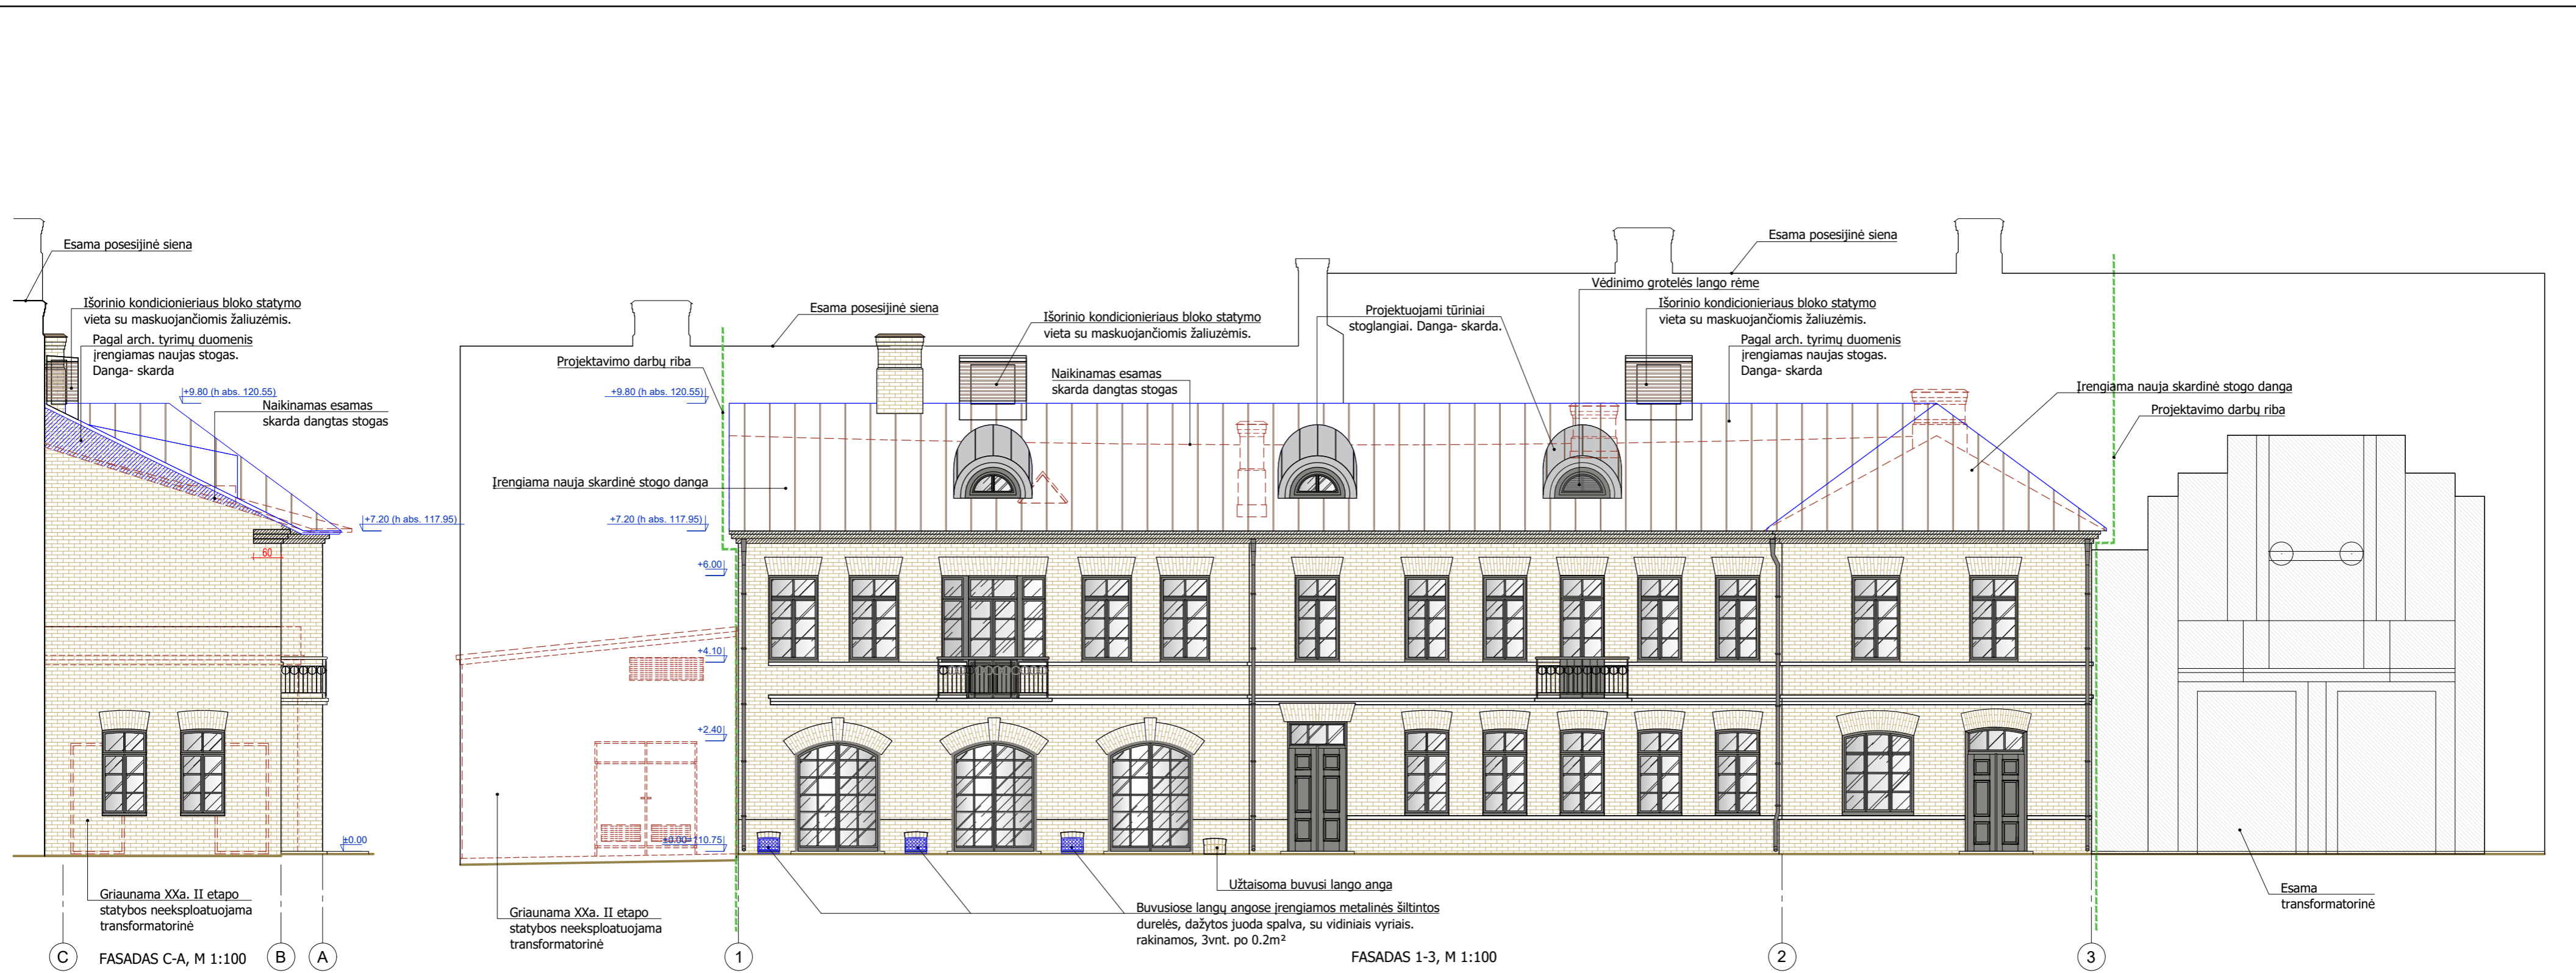 Esama posesijinė siena
Išorinio kondicionieriaus bloko statymo
vieta su maskuojančiomis žaliuzėmis.
Pagal arch. tyrimų duomenis
įrengiamas naujas stogas.
Danga- skarda
+9.80 (h abs. 120.55)
Naikinamas esamas
skarda dangtas stogas
+7.20 (h abs. 117.95)
60
±0.00
Griaunama XXa. II etapo
statybos neeksploatuojama
transformatorinė
C
FASADAS C-A, M 1:100
B
A
Esama posesijinė siena
Projektavimo darbų riba
+9.80 (h abs. 120.55)
Išorinio kondicionieriaus bloko statymo
vieta su maskuojančiomis žaliuzėmis.
Naikinamas esamas
skarda dangtas stogas
Projektuojami tūriniai
stoglangiai. Danga- skarda.
Vėdinimo grotelės lango rėme
Esama posesijinė siena
Išorinio kondicionieriaus bloko statymo
vieta su maskuojančiomis žaliuzėmis.
Pagal arch. tyrimų duomenis
įrengiamas naujas stogas.
Danga- skarda
Įrengiama nauja skardinė stogo danga
Projektavimo darbų riba
Įrengiama nauja skardinė stogo danga
+7.20 (h abs. 117.95)
+6.00
+4.10
+2.40
±0.00=110.75
Griaunama XXa. II etapo
statybos neeksploatuojama
transformatorinė
Užtaisoma buvusi lango anga
Buvusiose langų angose įrengiamos metalinės šiltintos
durelės, dažytos juoda spalva, su vidiniais vyriais.
rakinamos, 3vnt. po 0.2m²
Esama
transformatorinė
1
FASADAS 1-3, M 1:100
2
3